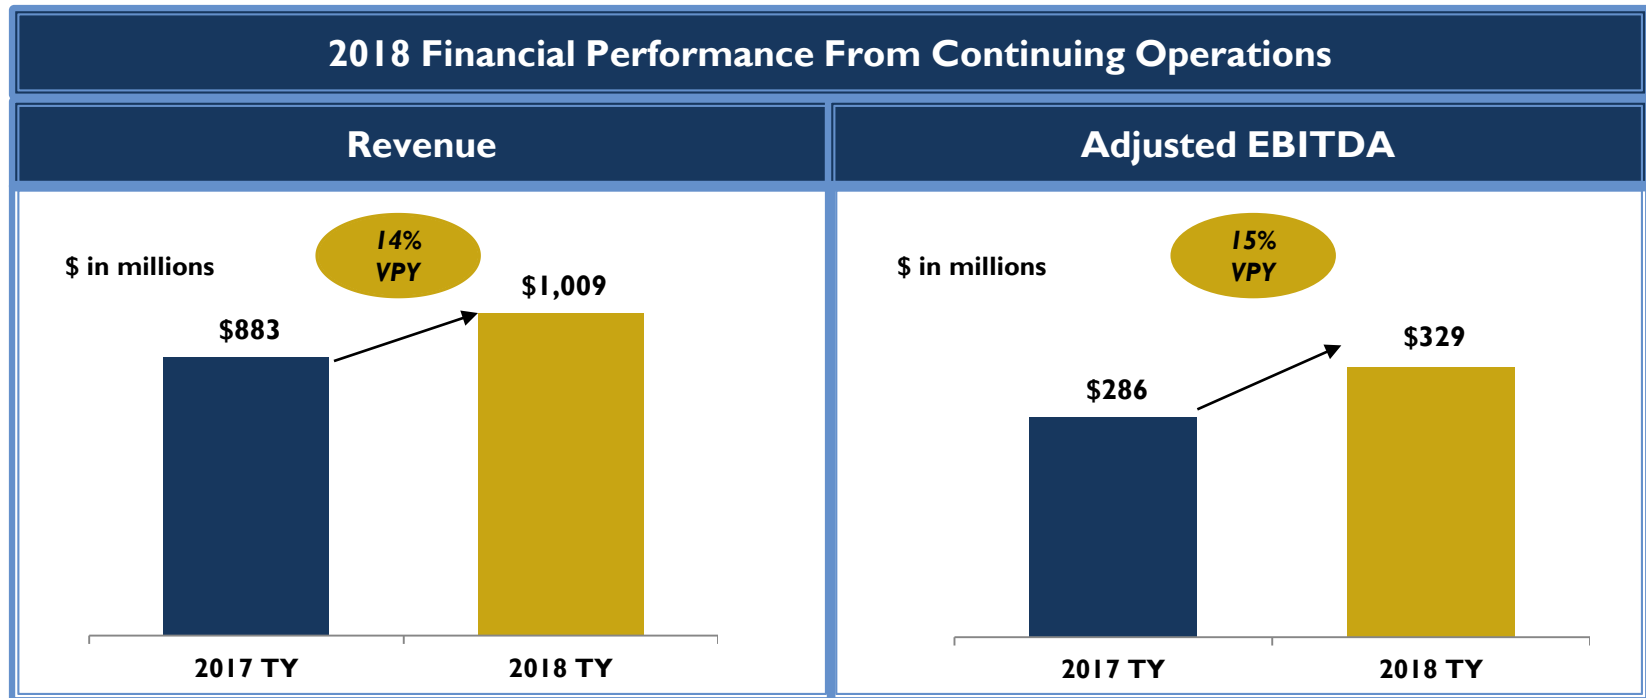 2018 Financial Performance From Continuing Operations
Revenue
Adjusted EBITDA
$ in millions
14%
VPY
$883
$1,009
2017 TY
2018 TY
$ in millions
15%
VPY
$286
$329
2017 TY
2018 TY